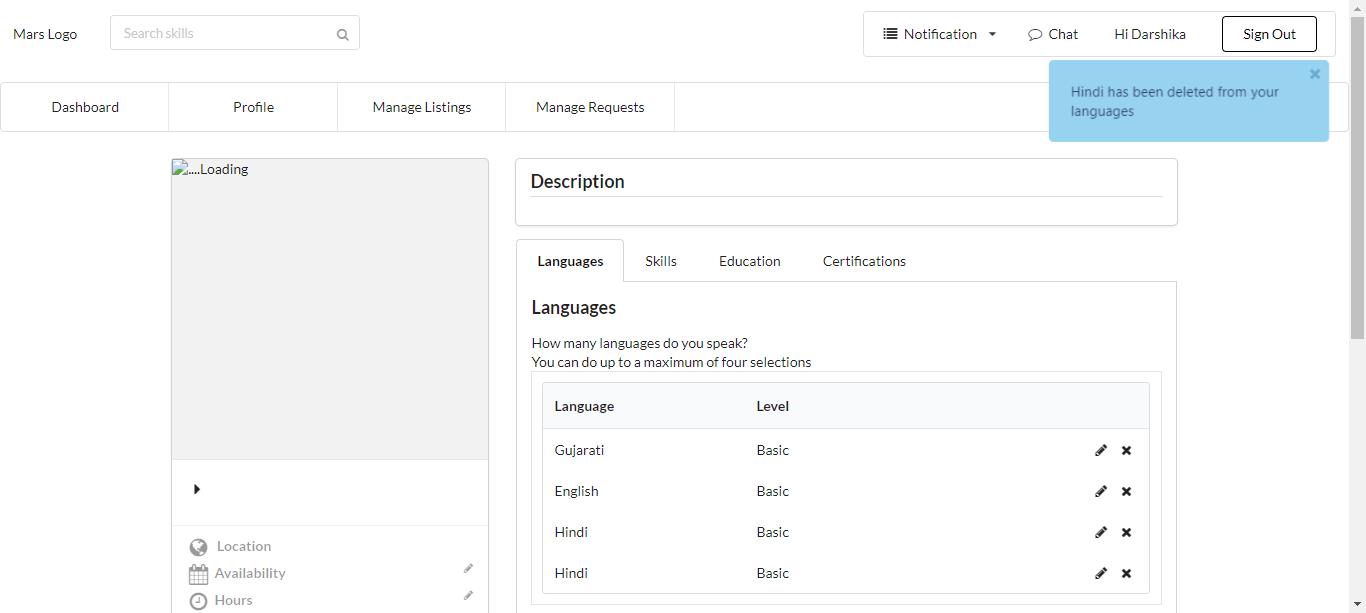 Mars Logo
Search skills
Notification
Chat
Hi Darshika
Sign Out
Hindi has been deleted from your
languages
Dashboard
Profile
Manage Listings
Manage Requests
....Loading
Description
Languages
Skills
Education
Certifications
Languages
How many languages do you speak?
You can do up to a maximum of four selections
Language Level
Gujarati Basic
English Basic
Hindi Basic
Hindi Basic
Location
Availability
Hours